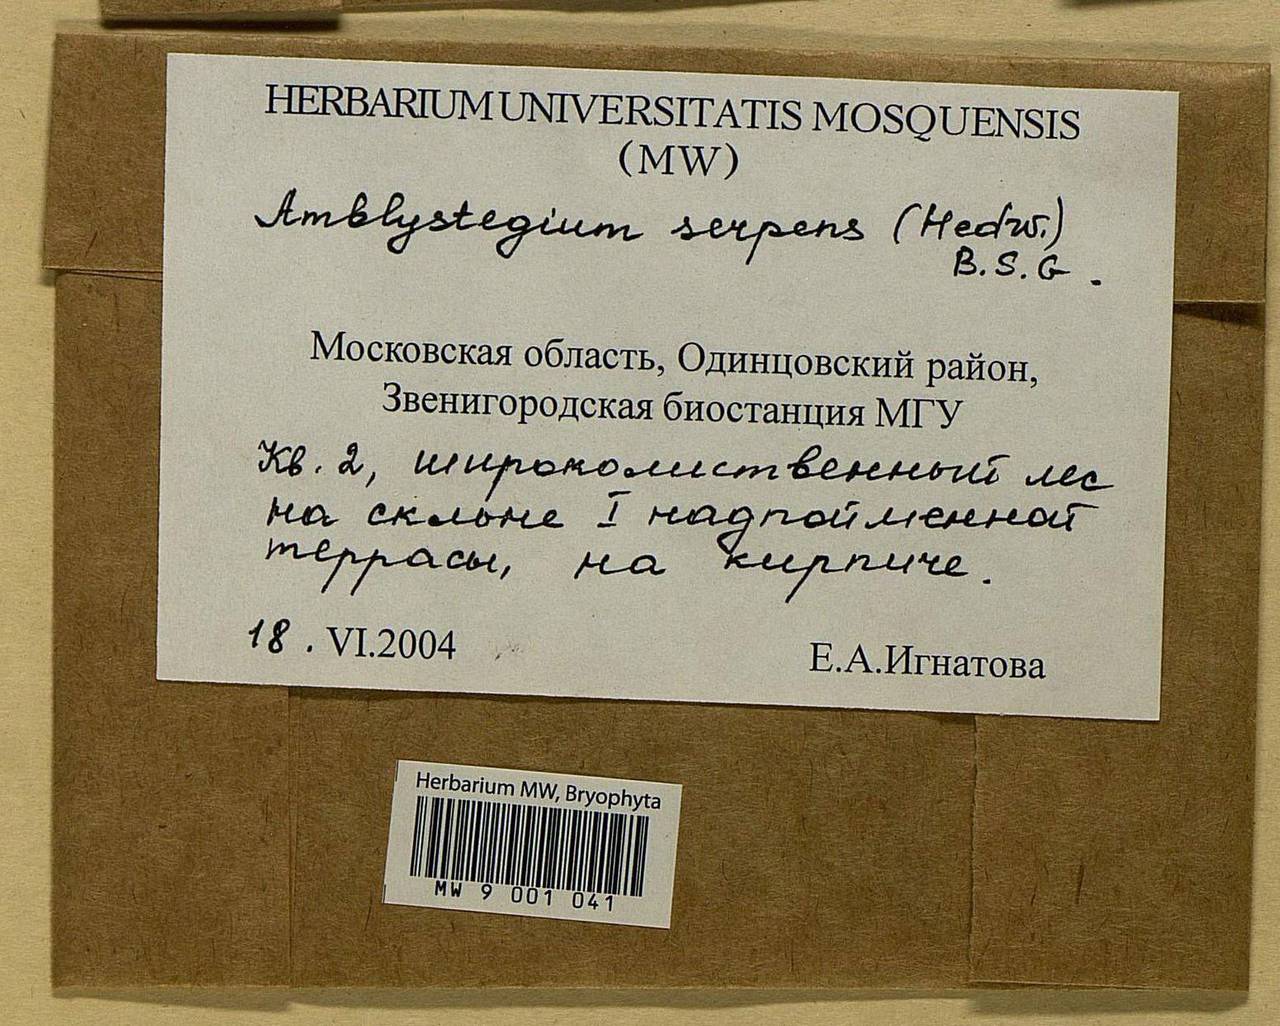 HERBARIUM UNIVERSITATIS MOSQUENSIS
(MW)
Amblystegium serpens (Hedw.)
B.S.G.
Московская область, Одинцовский район,
Звенигородская биостанция МГУ
Кв. 2, широколиственный лес
на склоне I надпойменной
террасы, на кирпиче.
18. VI.2004 Е.А.Игнатова
Herbarium MW, Bryophyta
MW 9 001 041